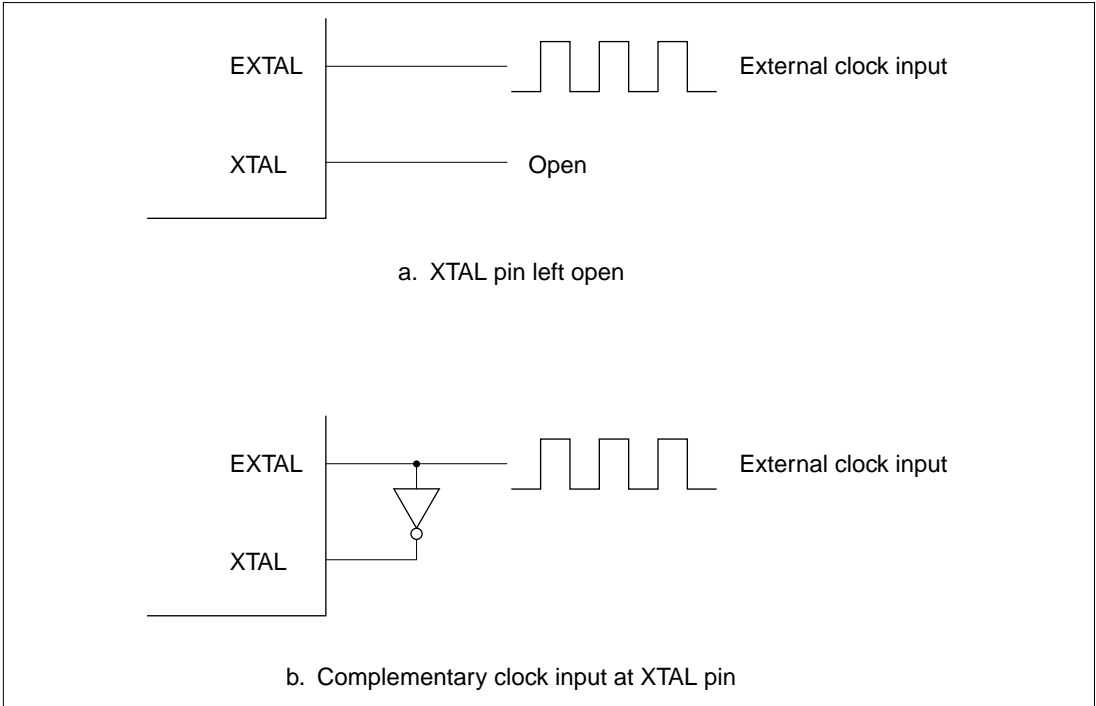 EXTAL External clock input
XTAL Open
a. XTAL pin left open
EXTAL External clock input
XTAL
b. Complementary clock input at XTAL pin